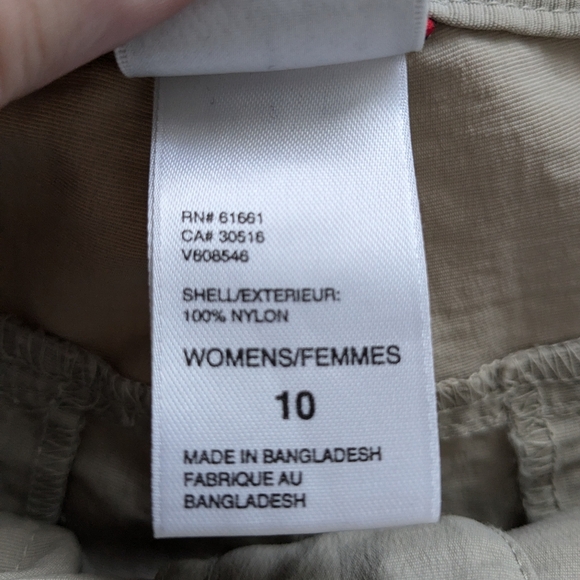 RN# 61661
CA# 30516
V608546
SHELL/EXTERIEUR:
100% NYLON
WOMENS/FEMMES
10
MADE IN BANGLADESH
FABRIQUE AU
BANGLADESH